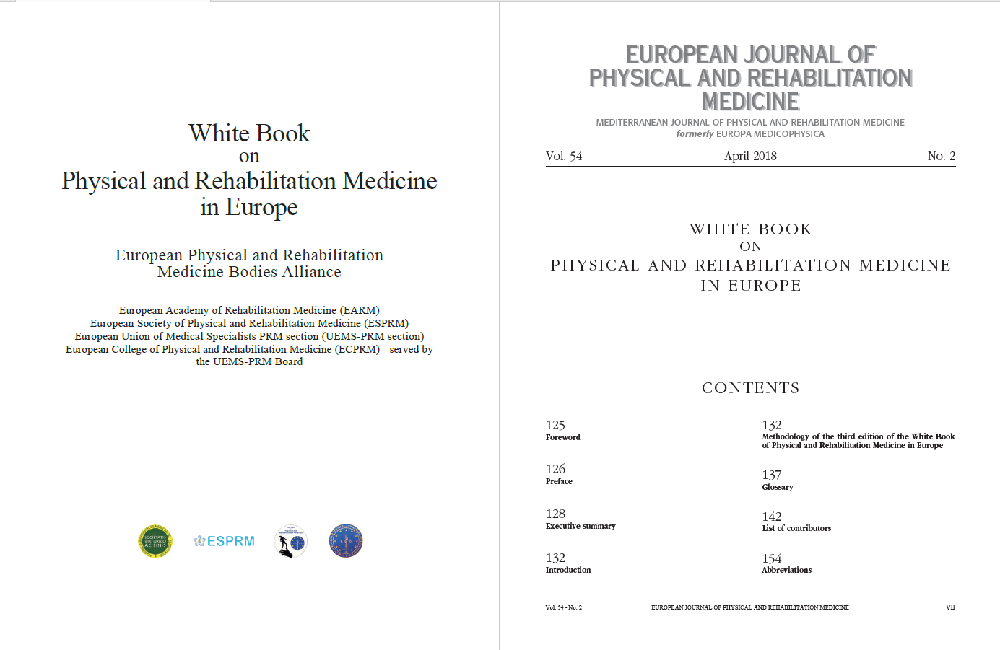 White Book
on
Physical and Rehabilitation Medicine
in Europe
European Physical and Rehabilitation
Medicine Bodies Alliance
European Academy of Rehabilitation Medicine (EARM)
European Society of Physical and Rehabilitation Medicine (ESPRM)
European Union of Medical Specialists PRM section (UEMS-PRM section)
European College of Physical and Rehabilitation Medicine (ECPRM) – served by
the UEMS-PRM Board
SOCIETATIS
VIR ORIGO
AC FINIS
ESPRM
EUROPEAN JOURNAL OF
PHYSICAL AND REHABILITATION
MEDICINE
MEDITERRANEAN JOURNAL OF PHYSICAL AND REHABILITATION MEDICINE
formerly EUROPA MEDICOPHYSICA
Vol. 54 April 2018 No. 2
WHITE BOOK
ON
PHYSICAL AND REHABILITATION MEDICINE
IN EUROPE
CONTENTS
125
Foreword
126
Preface
128
Executive summary
132
Introduction
132
Methodology of the third edition of the White Book
of Physical and Rehabilitation Medicine in Europe
137
Glossary
142
List of contributors
154
Abbreviations
Vol. 54 - No. 2 EUROPEAN JOURNAL OF PHYSICAL AND REHABILITATION MEDICINE VII